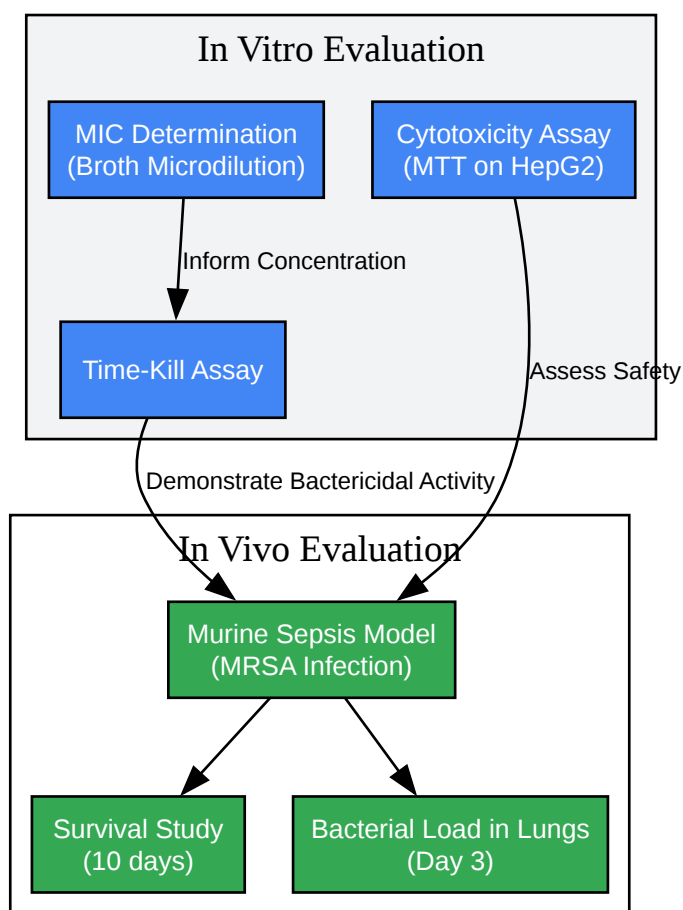 In Vitro Evaluation
MIC Determination
(Broth Microdilution)
Cytotoxicity Assay
(MTT on HepG2)
Inform Concentration
Time-Kill Assay
Assess Safety
Demonstrate Bactericidal Activity
In Vivo Evaluation
Murine Sepsis Model
(MRSA Infection)
Survival Study
(10 days)
Bacterial Load in Lungs
(Day 3)